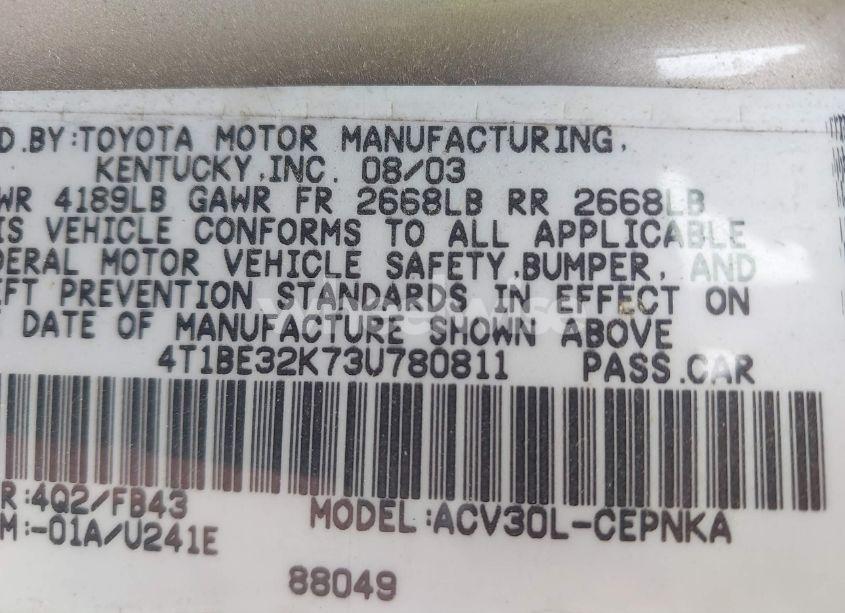 D.BY:TOYOTA MOTOR MANUFACTURING,
KENTUCKY,INC. 08/03
WR 4189LB GAWR FR 2668LB RR 2668LB
IS VEHICLE CONFORMS TO ALL APPLICABLE
DERAL MOTOR VEHICLE SAFETY,BUMPER, AND
EFT PREVENTION STANDARDS IN EFFECT ON
E DATE OF MANUFACTURE SHOWN ABOVE
4T1BE32K73U780811 PASS.CAR
R:4Q2/FB43
MODEL:ACV30L-CEPNKA
M:-01A/U241E
88049